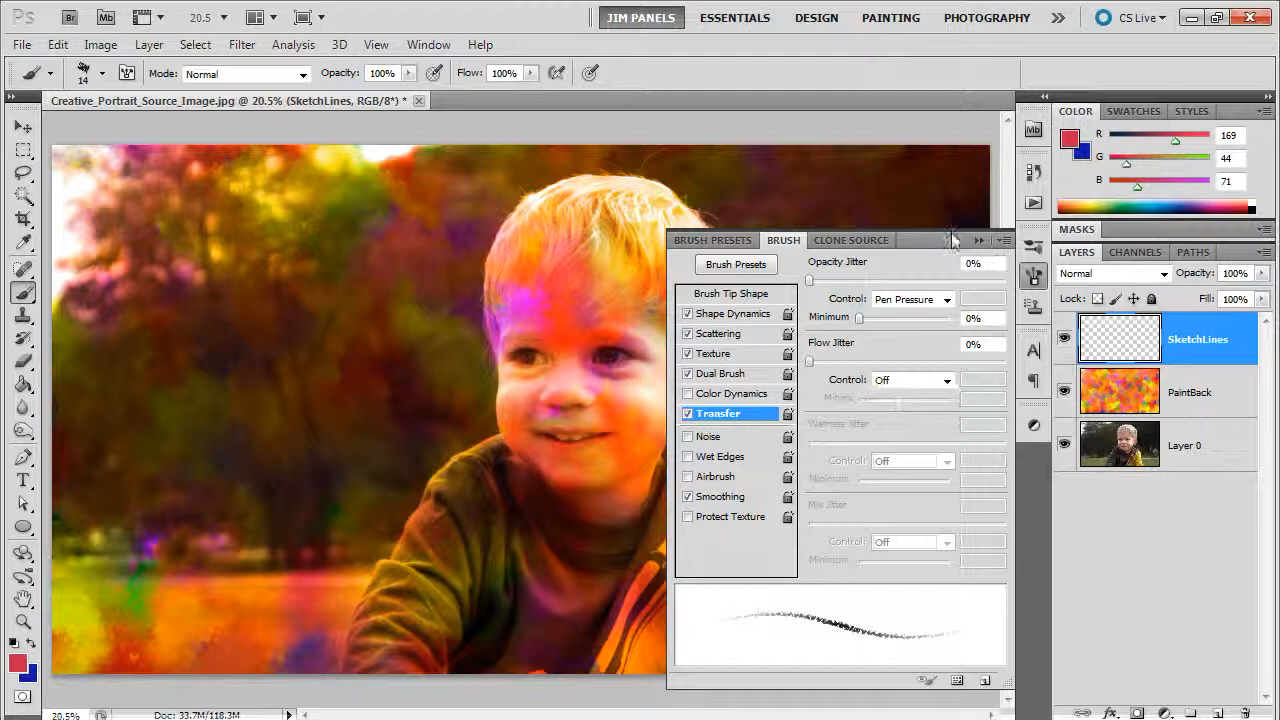 Ps Br Mb 20.5 JIM PANELS ESSENTIALS DESIGN PAINTING PHOTOGRAPHY CS Live
File Edit Image Layer Select Filter Analysis 3D View Window Help
14 Mode: Normal Opacity: 100% Flow: 100%
Creative_Portrait_Source_Image.jpg @ 20.5% (SketchLines, RGB/8*) *
COLOR SWATCHES STYLES
Mb
R 169
G 44
B 71
MASKS
BRUSH PRESETS BRUSH CLONE SOURCE
LAYERS CHANNELS PATHS
Brush Presets
Opacity Jitter 0%
Normal Opacity: 100%
Brush Tip Shape
Control: Pen Pressure
Lock: Fill: 100%
Shape Dynamics
Minimum 0%
Scattering
SketchLines
Flow Jitter 0%
Texture
Dual Brush
Control: Off
Color Dynamics
PaintBack
Transfer
Noise
Wetness Jitter
Wet Edges
Layer 0
Control: Off
Airbrush
Minimum:
Smoothing
Mix Jitter
Protect Texture
Control: Off
Minimum:
20.5% Doc: 33.7M/118.3M